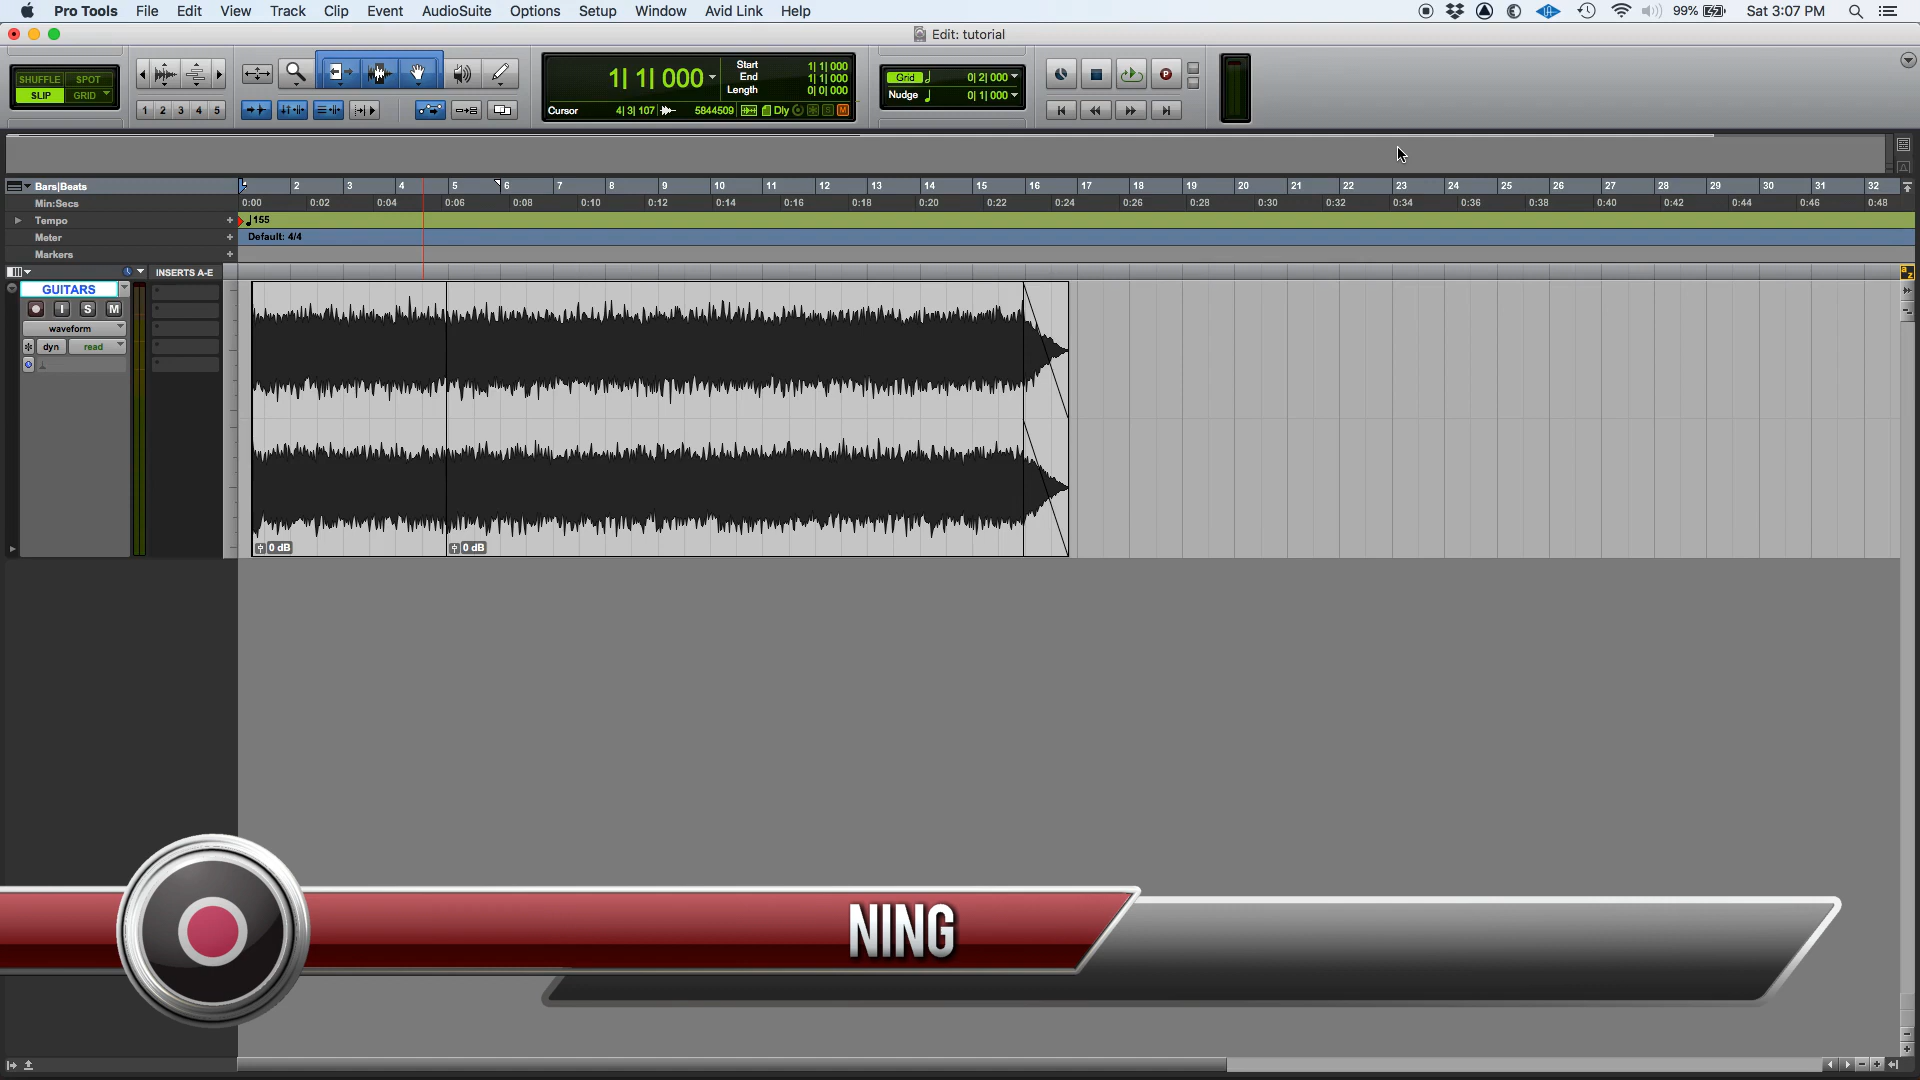 Pro Tools File Edit View Track Clip Event AudioSuite Options Setup Window Avid Link Help 99% Sat 3:07 PM
Edit: tutorial
SHUFFLE SPOT
SLIP GRID
1 2 3 4 5
1| 1| 000
Start 1| 1| 000
End 1| 1| 000
Length 0| 0| 000
Cursor 4| 3| 107 5844509 Dly M
Grid 0| 2| 000
Nudge 0| 1| 000
Bars|Beats 2 3 4 5 6 7 8 9 10 11 12 13 14 15 16 17 18 19 20 21 22 23 24 25 26 27 28 29 30 31 32
Min:Secs 0:00 0:02 0:04 0:06 0:08 0:10 0:12 0:14 0:16 0:18 0:20 0:22 0:24 0:26 0:28 0:30 0:32 0:34 0:36 0:38 0:40 0:42 0:44 0:46 0:48
Tempo + 155
Meter + Default: 4/4
Markers +
INSERTS A-E
GUITARS
I S M
waveform
dyn read
0 dB 0 dB
NING